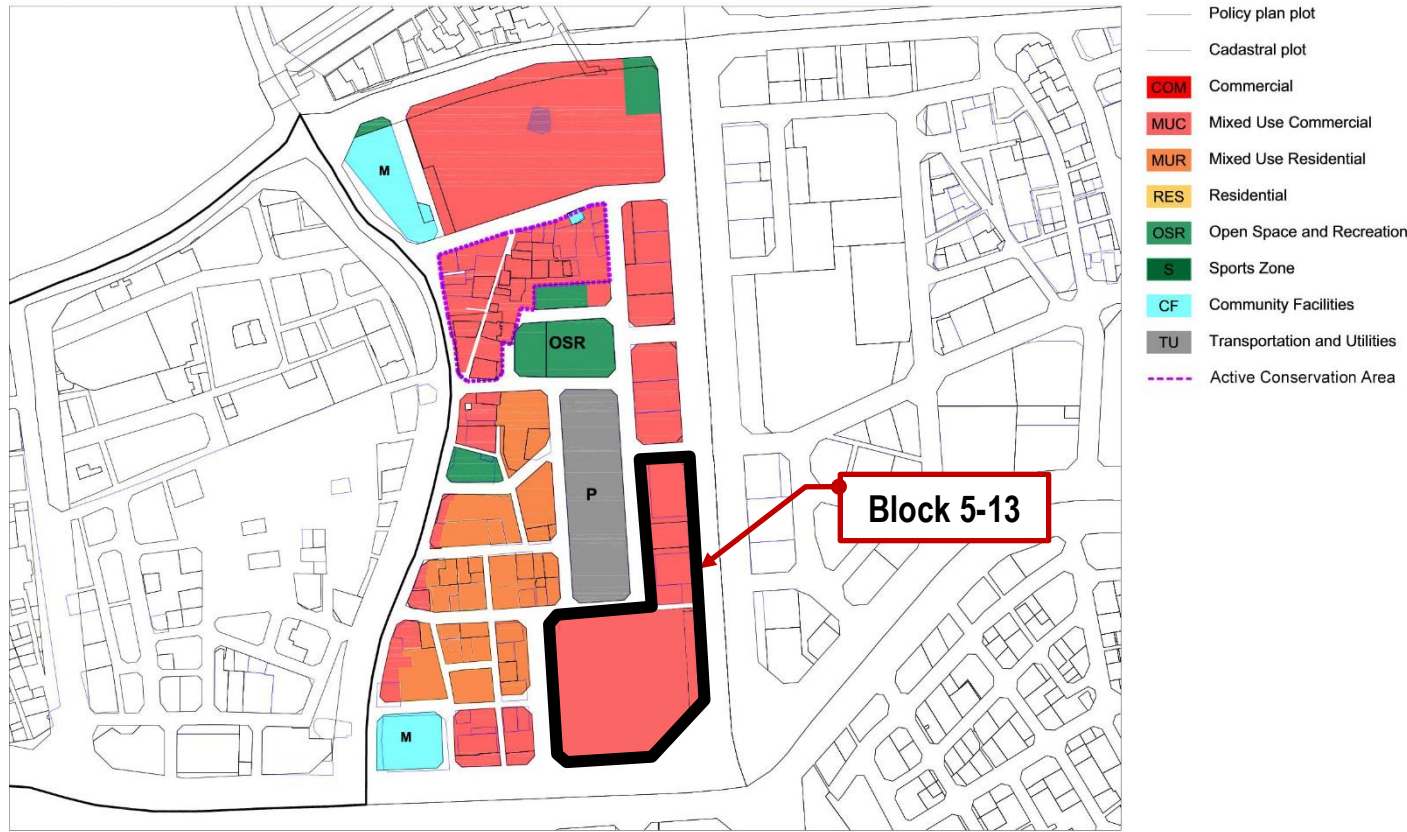 Policy plan plot
Cadastral plot
COM Commercial
MUC Mixed Use Commercial
MUR Mixed Use Residential
RES Residential
OSR Open Space and Recreation
S Sports Zone
CF Community Facilities
TU Transportation and Utilities
Active Conservation Area
M
OSR
P
Block 5-13
M